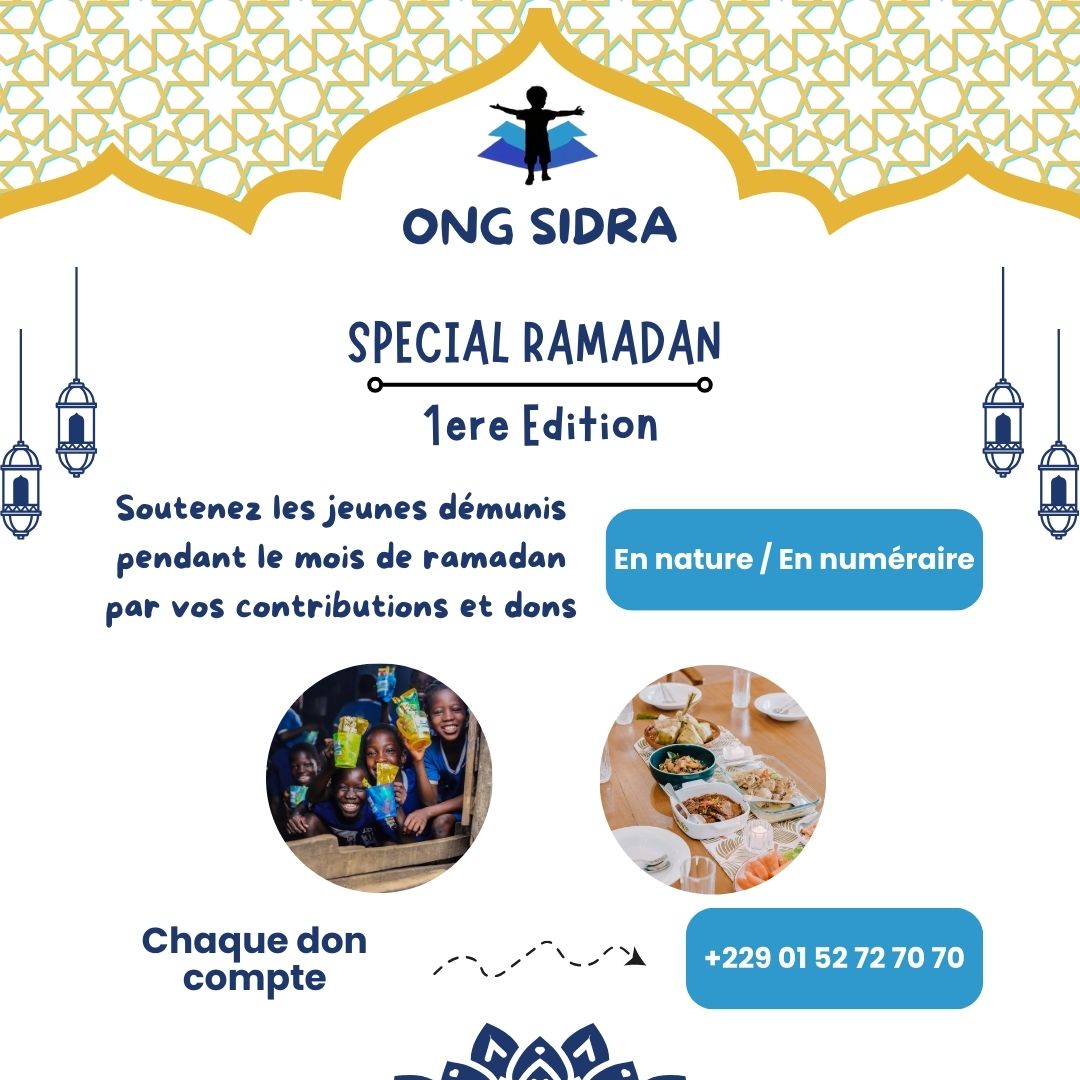 ONG SIDRA
SPECIAL RAMADAN
1ere Edition
Soutenez les jeunes démunis
pendant le mois de ramadan
par vos contributions et dons
En nature / En numéraire
Chaque don
compte
+229 01 52 72 70 70